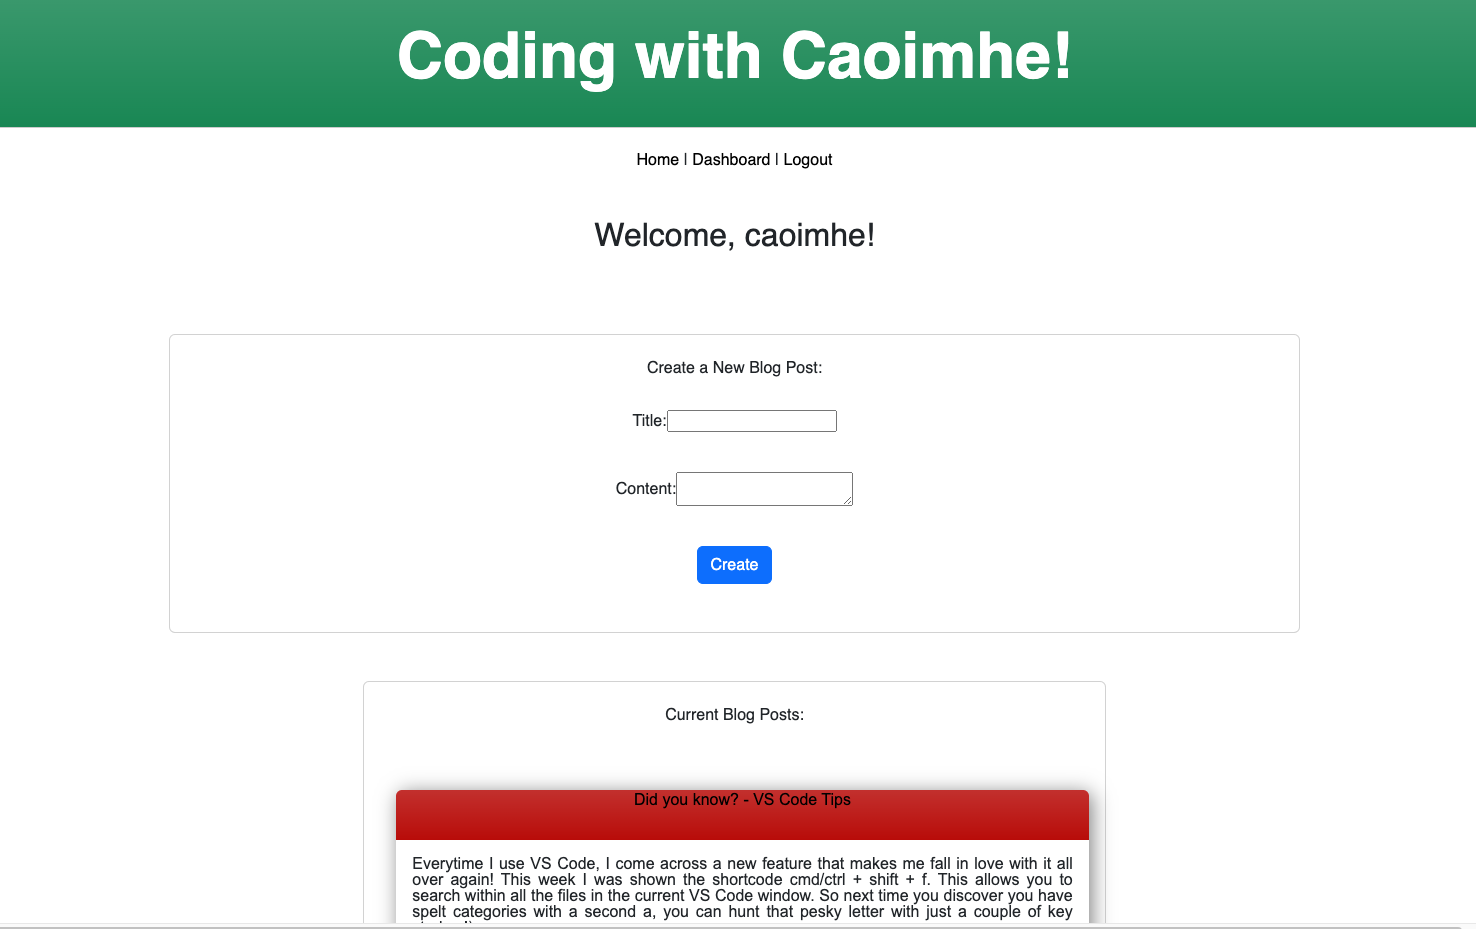 Coding with Caoimhe!
Home | Dashboard | Logout
Welcome, caoimhe!
Create a New Blog Post:
Title:
Content:
Create
Current Blog Posts:
Did you know? - VS Code Tips
Everytime I use VS Code, I come across a new feature that makes me fall in love with it all
over again! This week I was shown the shortcode cmd/ctrl + shift + f. This allows you to
search within all the files in the current VS Code window. So next time you discover you have
spelt categories with a second a, you can hunt that pesky letter with just a couple of key